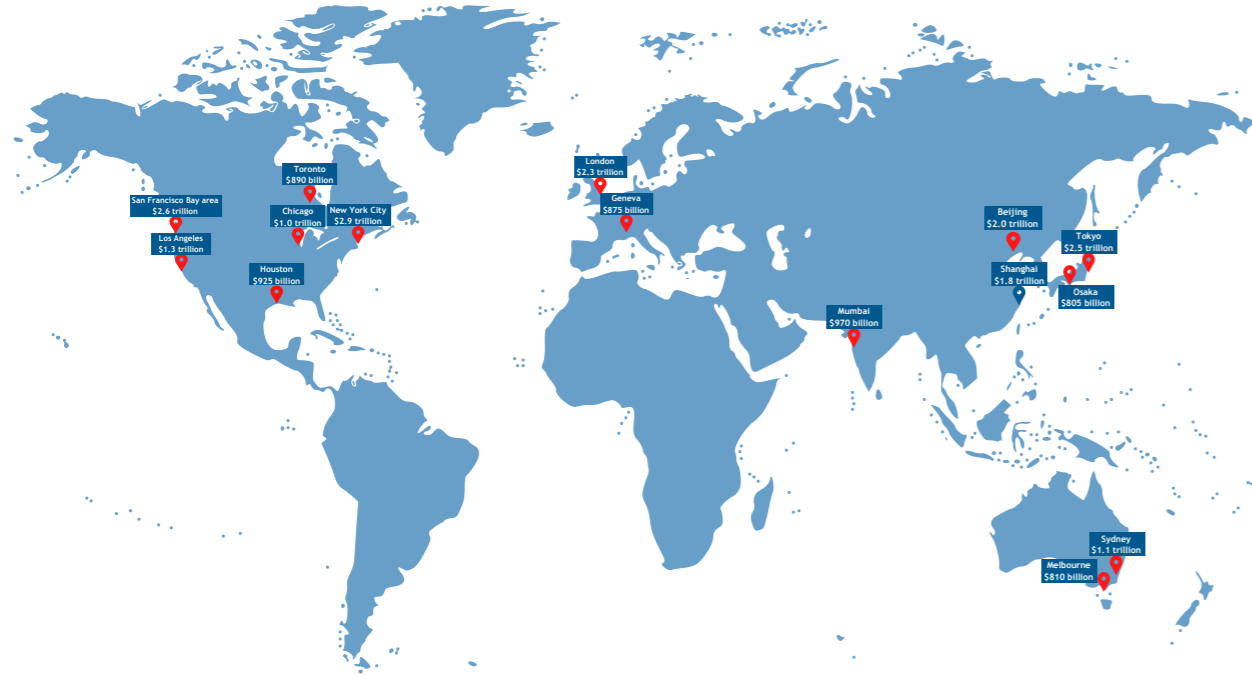 Toronto
$890 billion
San Francisco Bay area
$2.6 trillion
Chicago
$1.0 trillion
New York City
$2.9 trillion
Los Angeles
$1.3 trillion
Houston
$925 billion
London
$2.3 trillion
Geneva
$875 billion
Beijing
$2.0 trillion
Tokyo
$2.5 trillion
Shanghai
$1.8 trillion
Osaka
$805 billion
Mumbai
$970 billion
Sydney
$1.1 trillion
Melbourne
$810 billion